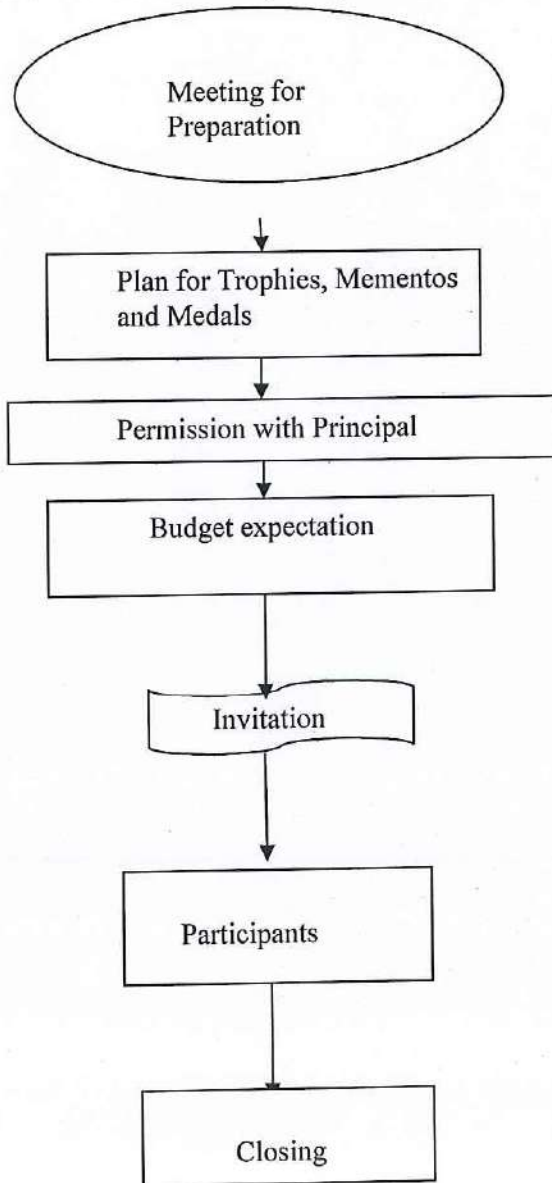 Meeting for
Preparation
Plan for Trophies, Mementos
and Medals
Permission with Principal
Budget expectation
Invitation
Participants
Closing